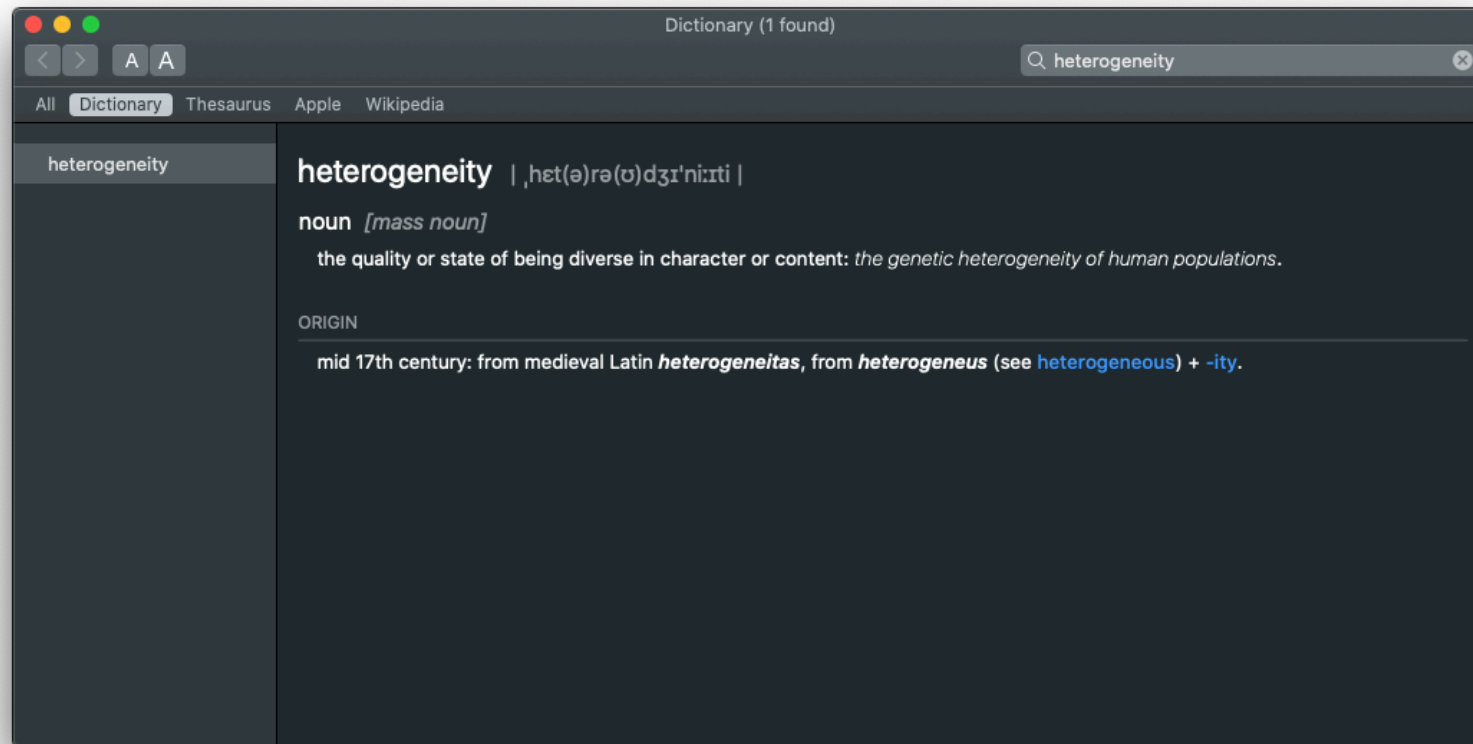 Dictionary (1 found)
A A
heterogeneity
All Dictionary Thesaurus Apple Wikipedia
heterogeneity
heterogeneity | ˌhɛt(ə)rə(ʊ)dʒɪˈniːɪti |
noun [mass noun]
the quality or state of being diverse in character or content: the genetic heterogeneity of human populations.
ORIGIN
mid 17th century: from medieval Latin heterogeneitas, from heterogeneus (see heterogeneous) + -ity.